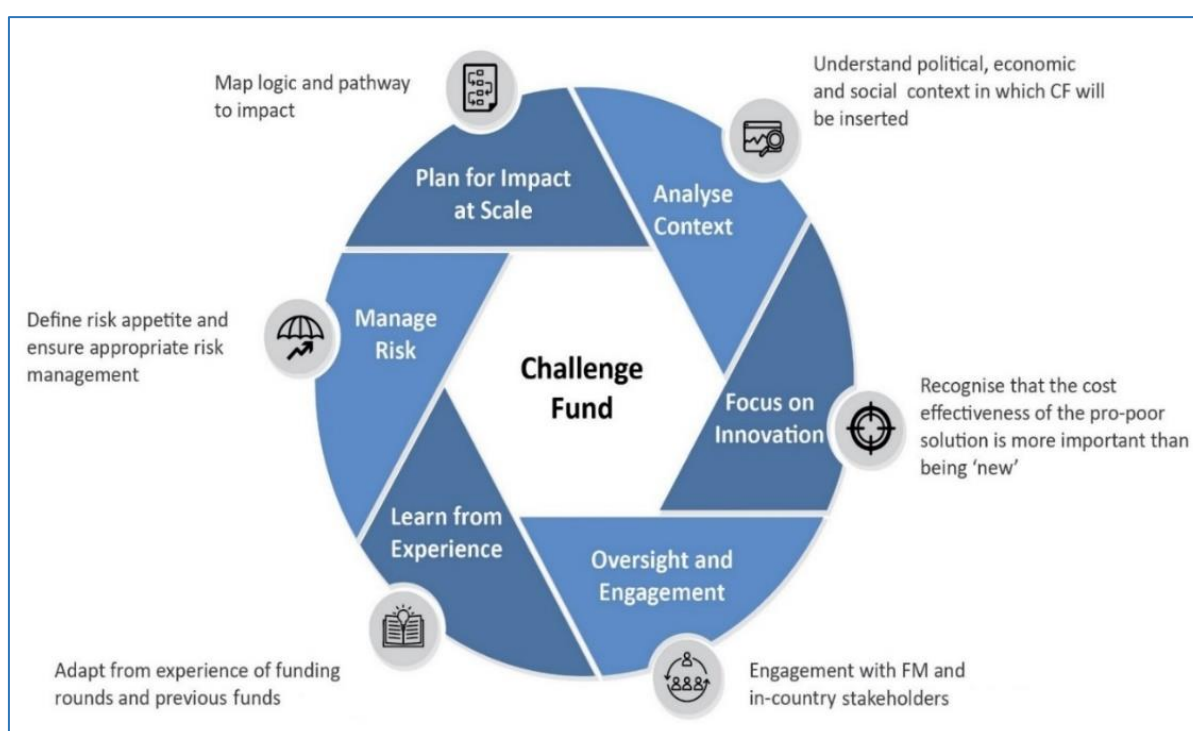 Map logic and pathway
to impact
Plan for Impact
at Scale
Understand political, economic
and social context in which CF will
be inserted
Analyse
Context
Recognise that the cost
effectiveness of the pro-poor
solution is more important than
being ‘new’
Focus on
Innovation
Oversight and
Engagement
Engagement with FM and
in-country stakeholders
Learn from
Experience
Adapt from experience of funding
rounds and previous funds
Manage
Risk
Define risk appetite and
ensure appropriate risk
management
Challenge
Fund